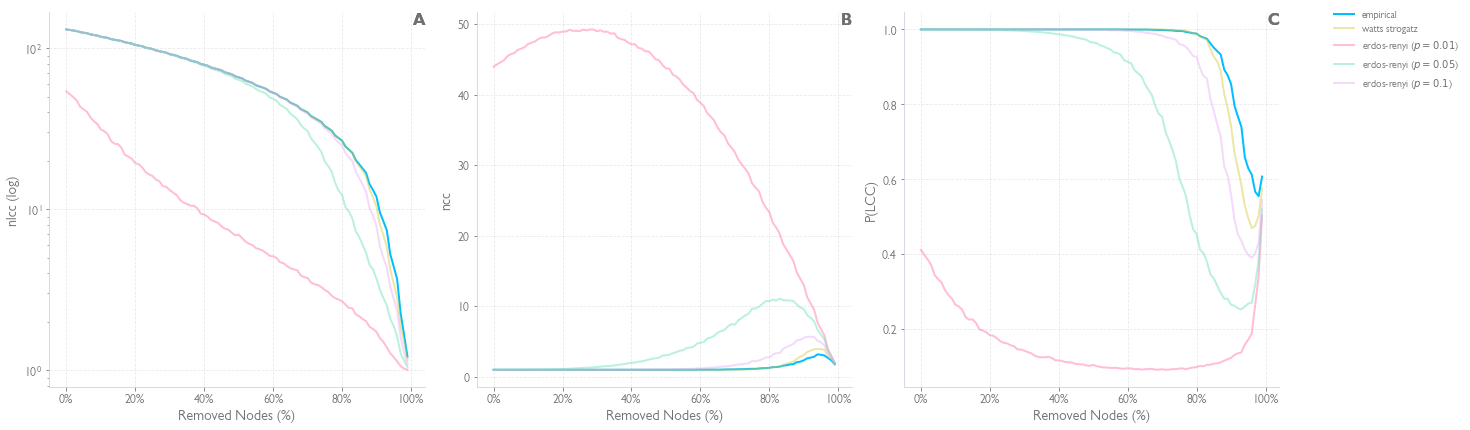 A
10²
10¹
10⁰
nlcc (log)
0%
20%
40%
60%
80%
100%
Removed Nodes (%)
B
50
40
30
20
10
0
ncc
0%
20%
40%
60%
80%
100%
Removed Nodes (%)
C
1.0
0.8
0.6
0.4
0.2
P(LCC)
0%
20%
40%
60%
80%
100%
Removed Nodes (%)
empirical
watts strogatz
erdos-renyi (p = 0.01)
erdos-renyi (p = 0.05)
erdos-renyi (p = 0.1)